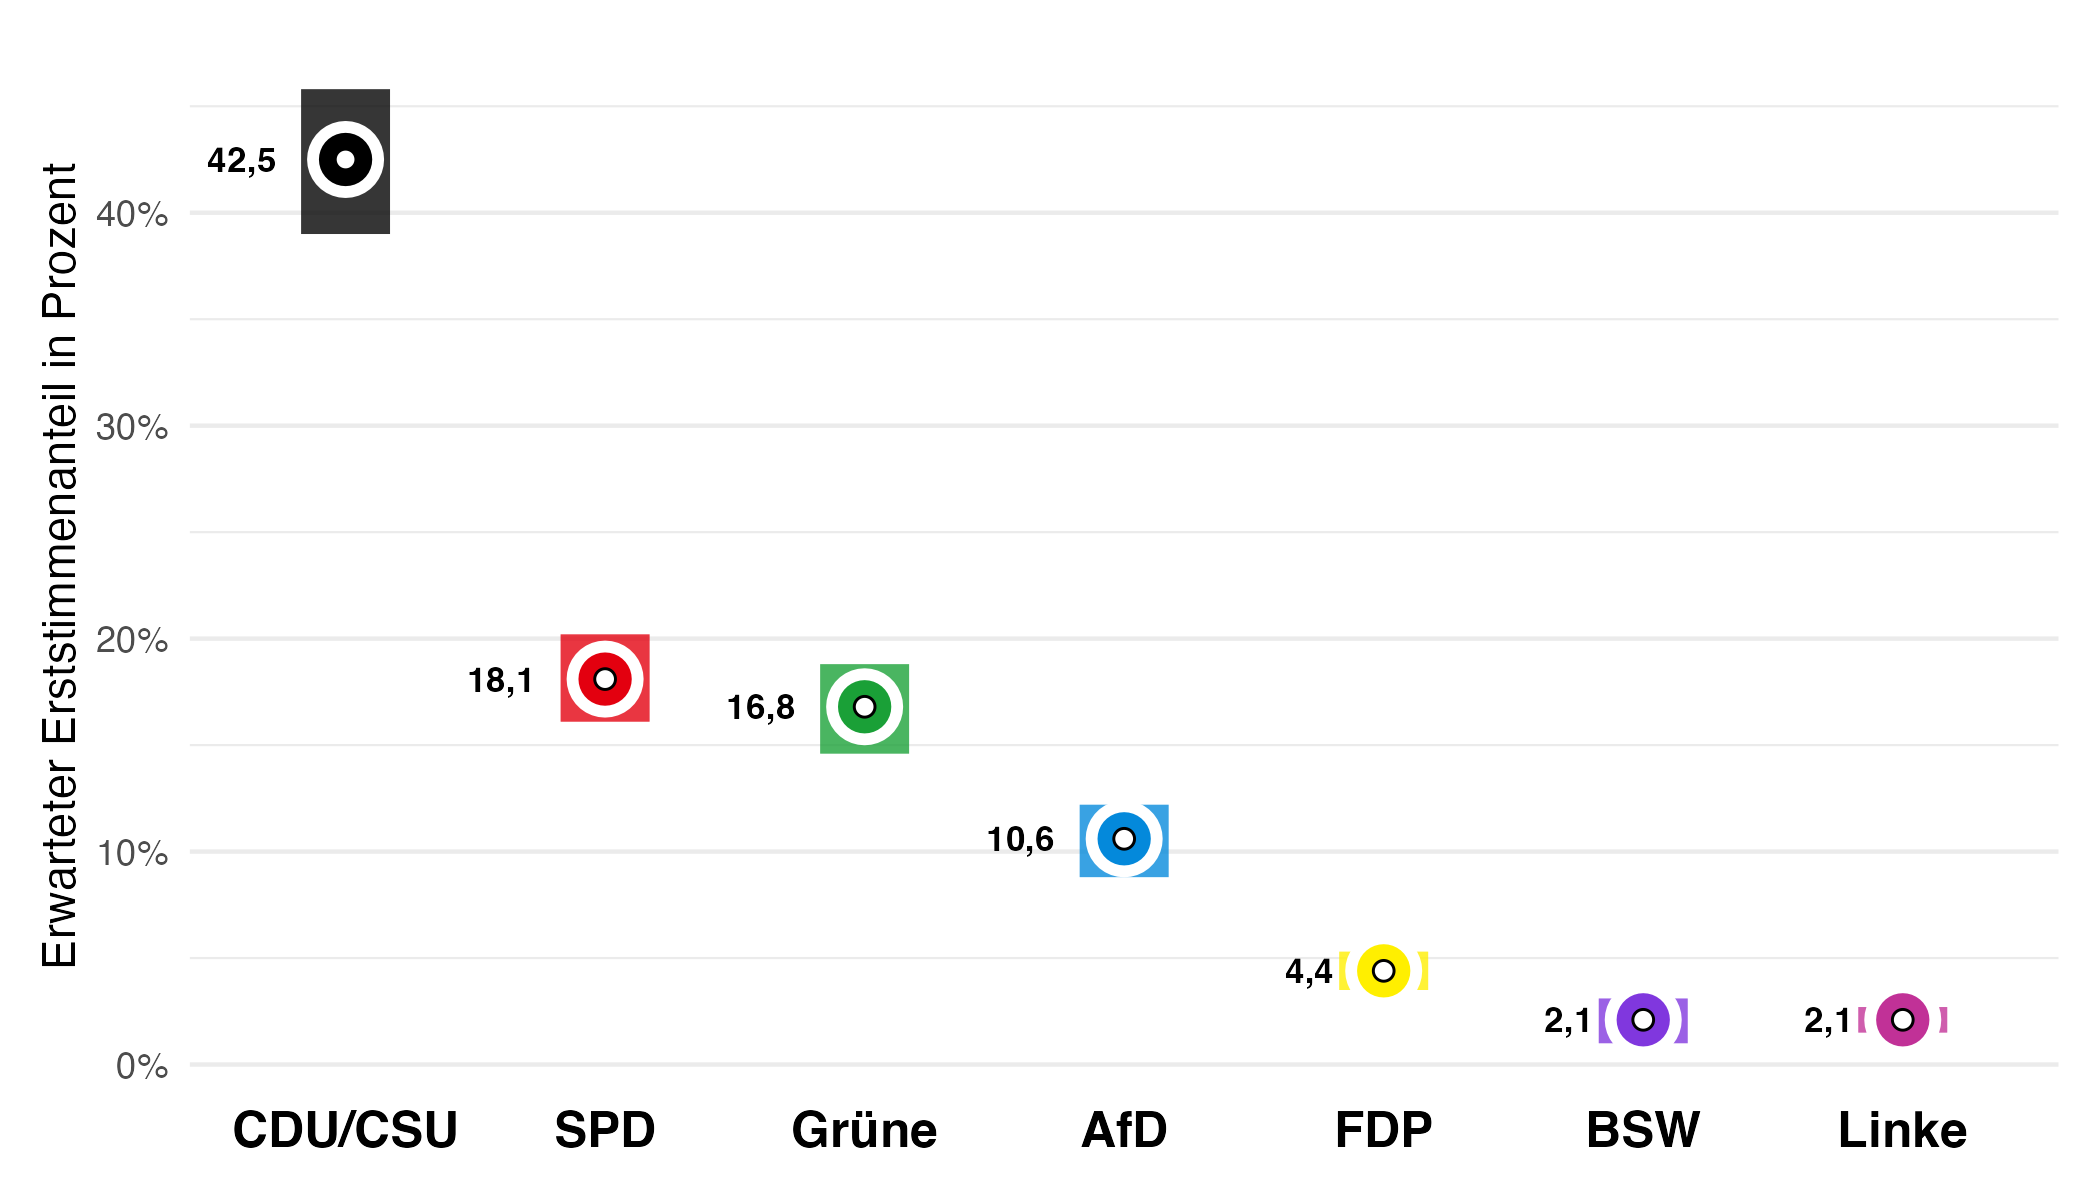 Erwarteter Erststimmenanteil in Prozent
40%
30%
20%
10%
0%
42,5
18,1
16,8
10,6
4,4
2,1
2,1
CDU/CSU
SPD
Grüne
AfD
FDP
BSW
Linke